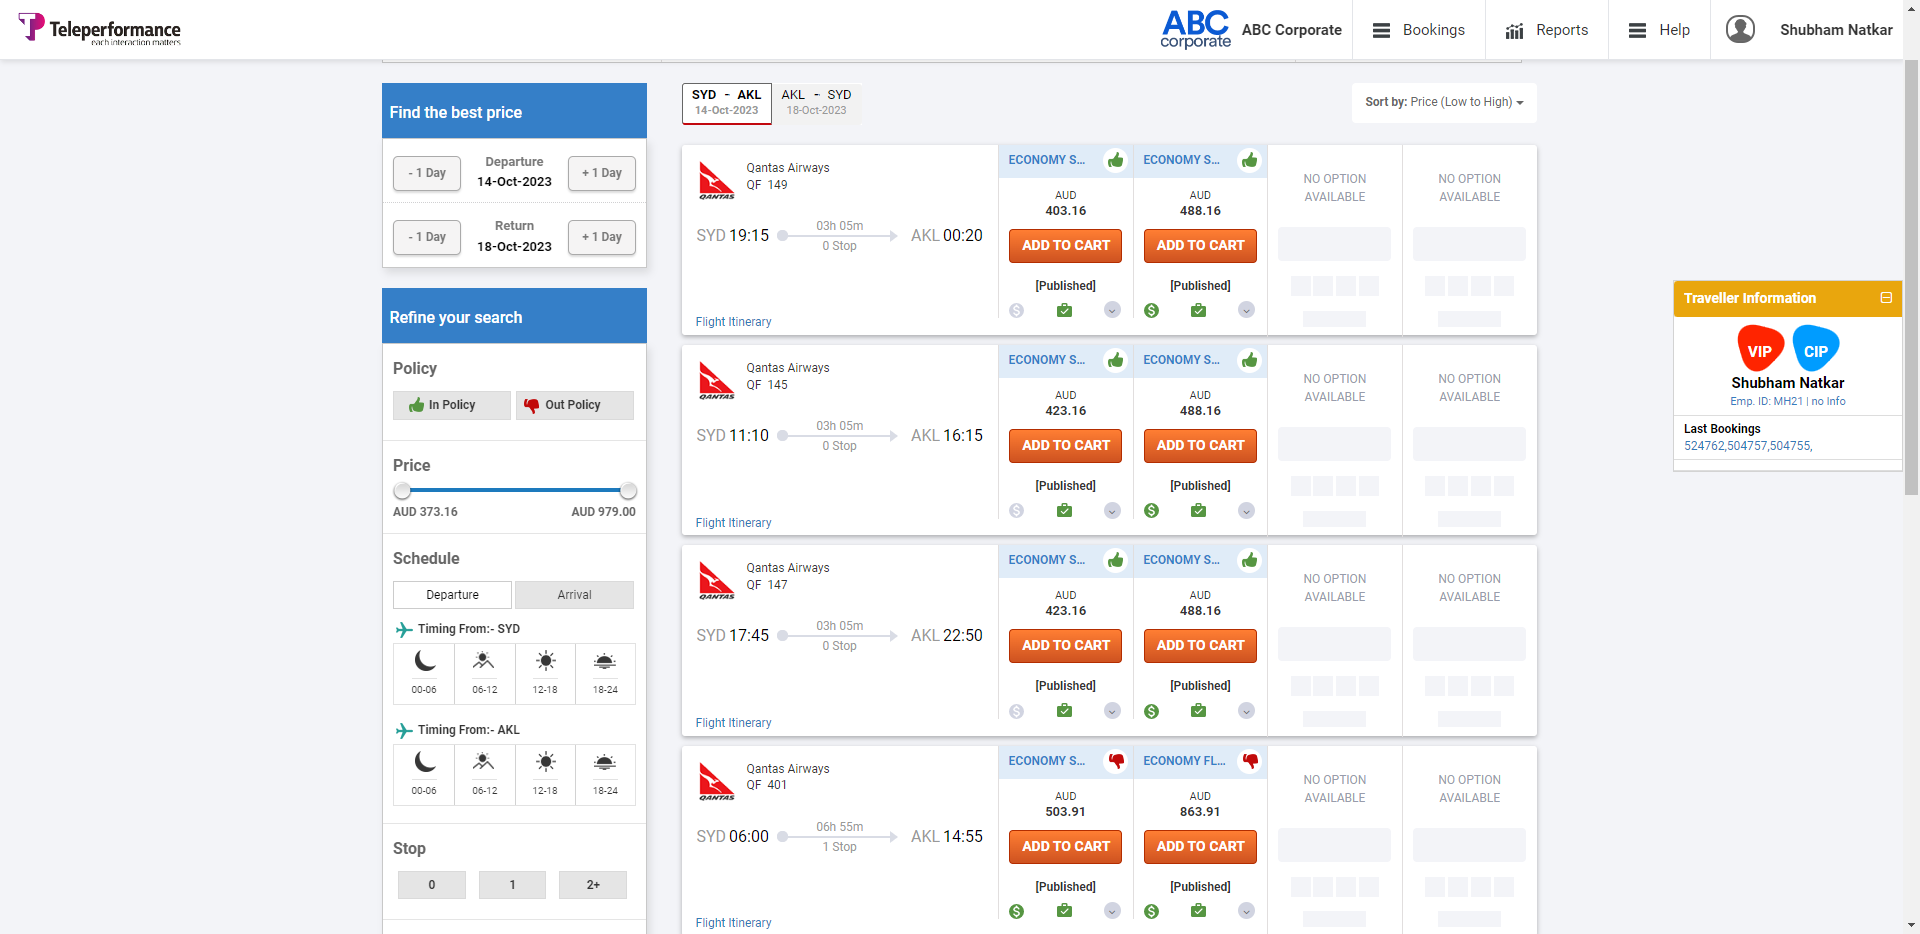 Teleperformance
each interaction matters
ABC
corporate
ABC Corporate
Bookings
Reports
Help
Shubham Natkar
Find the best price
- 1 Day
Departure
14-Oct-2023
+ 1 Day
- 1 Day
Return
18-Oct-2023
+ 1 Day
Refine your search
Policy
In Policy
Out Policy
Price
AUD 373.16
AUD 979.00
Schedule
Departure
Arrival
Timing From:- SYD
00-06
06-12
12-18
18-24
Timing From:- AKL
00-06
06-12
12-18
18-24
Stop
0
1
2+
SYD - AKL
14-Oct-2023
AKL - SYD
18-Oct-2023
Sort by: Price (Low to High)
QANTAS
Qantas Airways
QF 149
SYD 19:15
03h 05m
0 Stop
AKL 00:20
Flight Itinerary
ECONOMY S...
AUD
403.16
ADD TO CART
[Published]
ECONOMY S...
AUD
488.16
ADD TO CART
[Published]
NO OPTION
AVAILABLE
NO OPTION
AVAILABLE
QANTAS
Qantas Airways
QF 145
SYD 11:10
03h 05m
0 Stop
AKL 16:15
Flight Itinerary
ECONOMY S...
AUD
423.16
ADD TO CART
[Published]
ECONOMY S...
AUD
488.16
ADD TO CART
[Published]
NO OPTION
AVAILABLE
NO OPTION
AVAILABLE
QANTAS
Qantas Airways
QF 147
SYD 17:45
03h 05m
0 Stop
AKL 22:50
Flight Itinerary
ECONOMY S...
AUD
423.16
ADD TO CART
[Published]
ECONOMY S...
AUD
488.16
ADD TO CART
[Published]
NO OPTION
AVAILABLE
NO OPTION
AVAILABLE
QANTAS
Qantas Airways
QF 401
SYD 06:00
06h 55m
1 Stop
AKL 14:55
Flight Itinerary
ECONOMY S...
AUD
503.91
ADD TO CART
[Published]
ECONOMY FL...
AUD
863.91
ADD TO CART
[Published]
NO OPTION
AVAILABLE
NO OPTION
AVAILABLE
Traveller Information
VIP
CIP
Shubham Natkar
Emp. ID: MH21 | no Info
Last Bookings
524762,504757,504755,